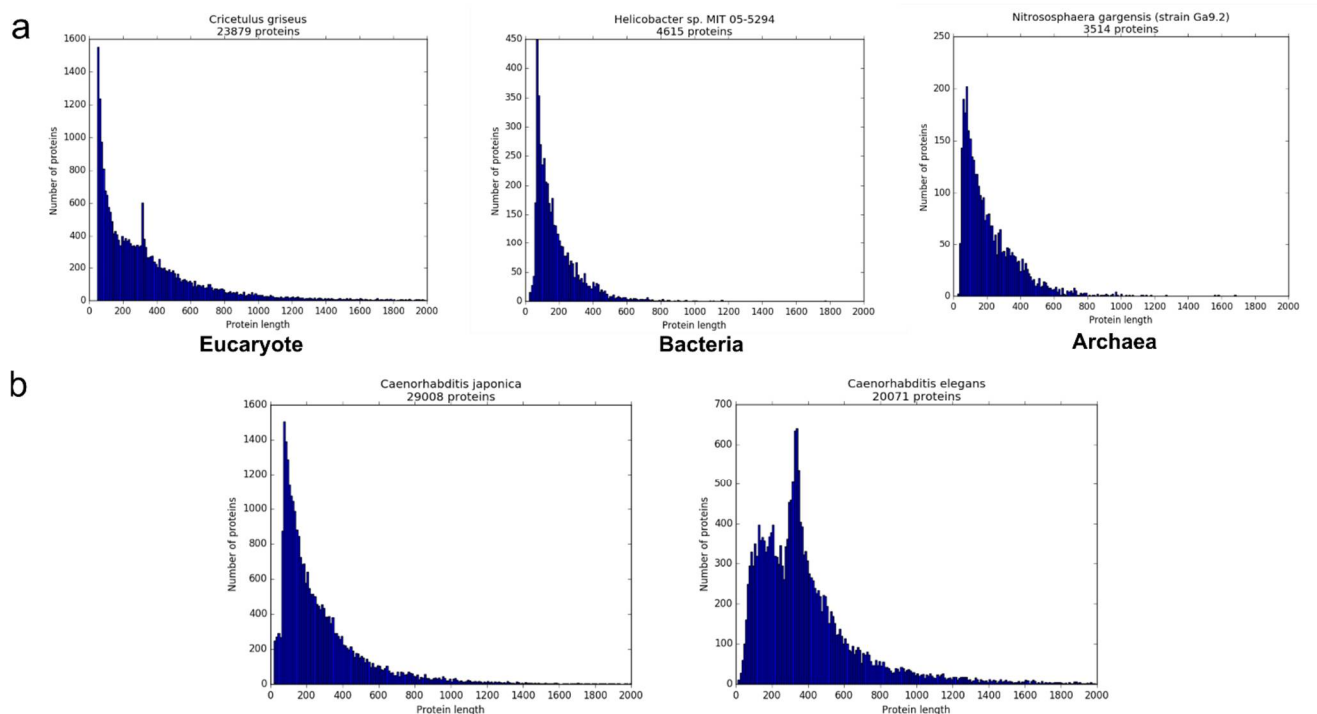 a
Cricetulus griseus
23879 proteins
1600
1400
1200
1000
800
600
400
200
0
Number of proteins
0 200 400 600 800 1000 1200 1400 1600 1800 2000
Protein length
Eucaryote
Helicobacter sp. MIT 05-5294
4615 proteins
450
400
350
300
250
200
150
100
50
0
Number of proteins
0 200 400 600 800 1000 1200 1400 1600 1800 2000
Protein length
Bacteria
Nitrososphaera gargensis (strain Ga9.2)
3514 proteins
250
200
150
100
50
0
Number of proteins
0 200 400 600 800 1000 1200 1400 1600 1800 2000
Protein length
Archaea
b
Caenorhabditis japonica
29008 proteins
1600
1400
1200
1000
800
600
400
200
0
Number of proteins
0 200 400 600 800 1000 1200 1400 1600 1800 2000
Protein length
Caenorhabditis elegans
20071 proteins
700
600
500
400
300
200
100
0
Number of proteins
0 200 400 600 800 1000 1200 1400 1600 1800 2000
Protein length